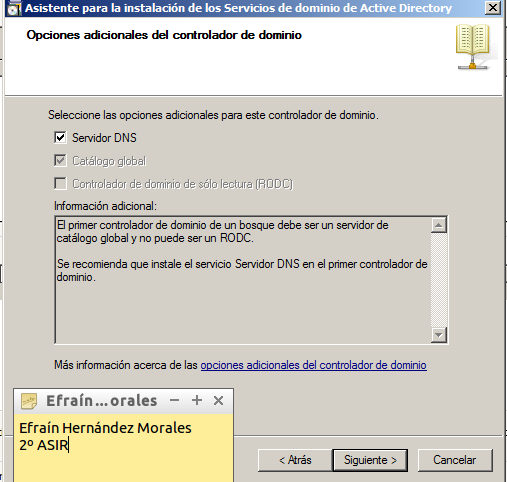 Asistente para la instalación de los Servicios de dominio de Active Directory
Opciones adicionales del controlador de dominio
Seleccione las opciones adicionales para este controlador de dominio.
Servidor DNS
Catálogo global
Controlador de dominio de sólo lectura (RODC)
Información adicional:
El primer controlador de dominio de un bosque debe ser un servidor de
catálogo global y no puede ser un RODC.
Se recomienda que instale el servicio Servidor DNS en el primer controlador de
dominio.
Más información acerca de las opciones adicionales del controlador de dominio
Efraín...orales
Efraín Hernández Morales
2º ASIR
< Atrás
Siguiente >
Cancelar